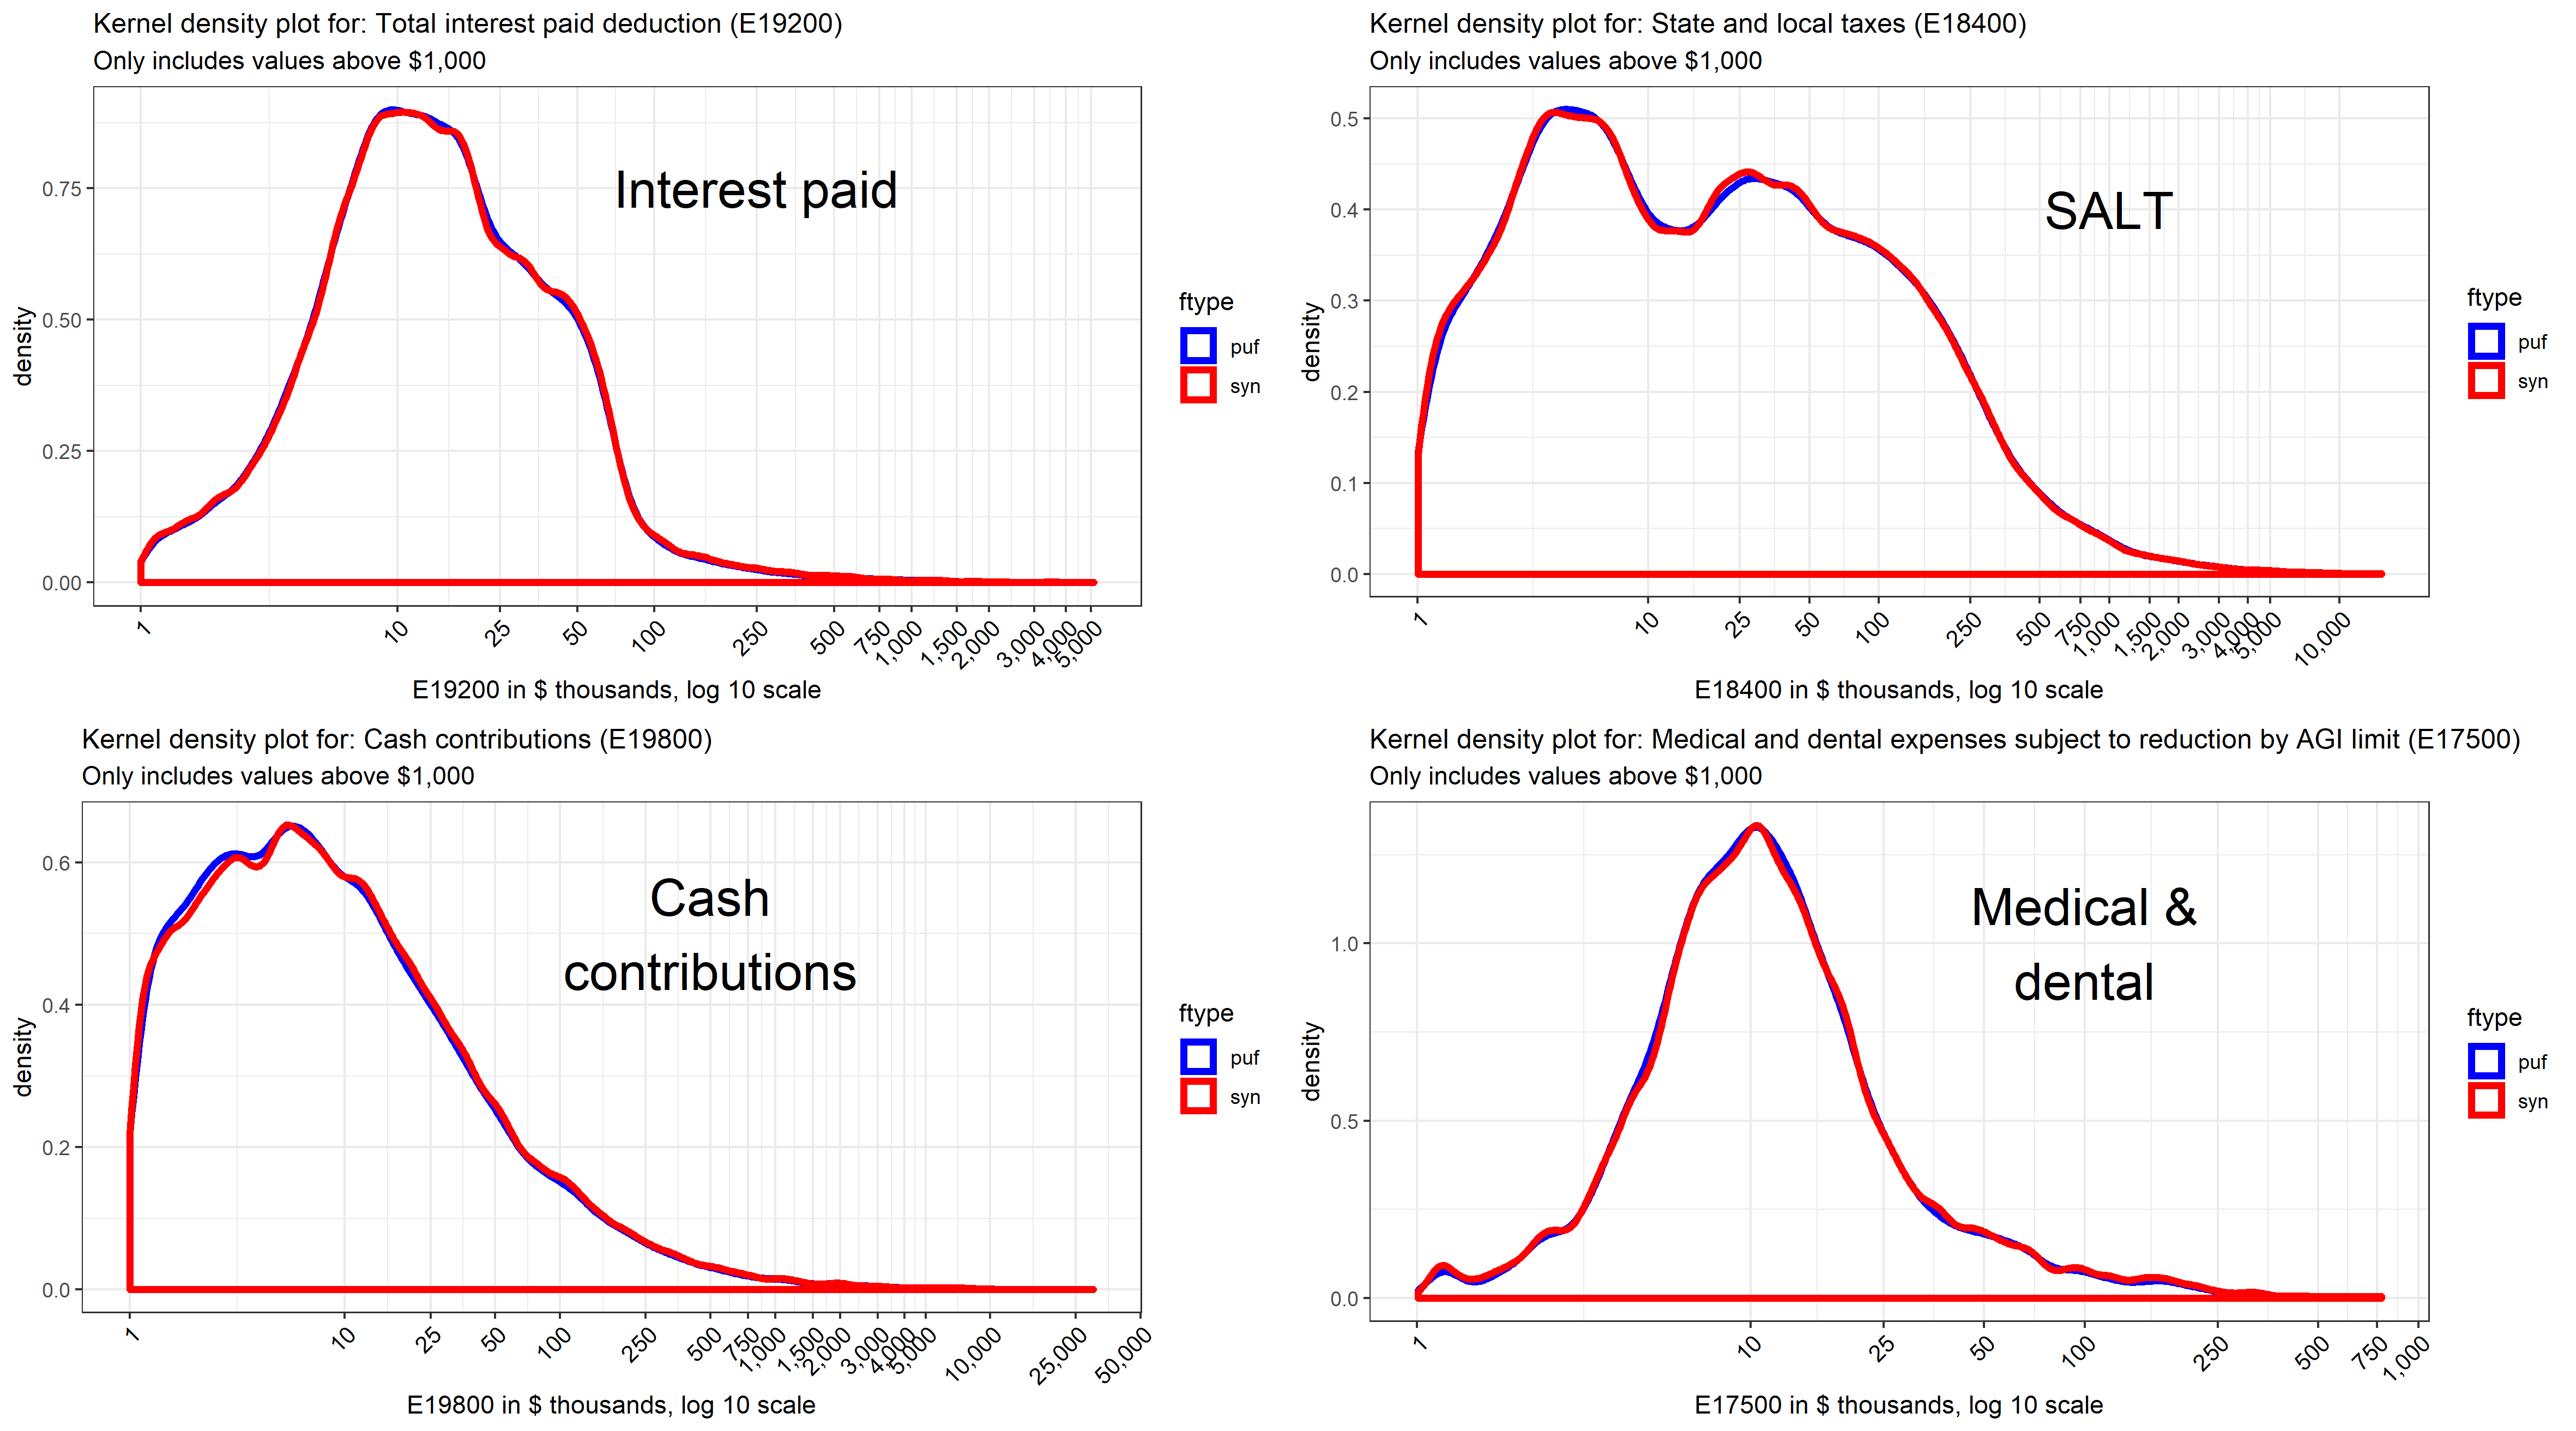 Kernel density plot for: Total interest paid deduction (E19200)
Only includes values above $1,000
density
0.75
0.50
0.25
0.00
Interest paid
1
10
25
50
100
250
500
750
1,000
1,500
2,000
3,000
4,000
5,000
E19200 in $ thousands, log 10 scale
ftype
puf
syn
Kernel density plot for: State and local taxes (E18400)
Only includes values above $1,000
density
0.5
0.4
0.3
0.2
0.1
0.0
SALT
1
10
25
50
100
250
500
750
1,000
1,500
2,000
3,000
4,000
5,000
10,000
E18400 in $ thousands, log 10 scale
ftype
puf
syn
Kernel density plot for: Cash contributions (E19800)
Only includes values above $1,000
density
0.6
0.4
0.2
0.0
Cash
contributions
1
10
25
50
100
250
500
750
1,000
1,500
2,000
3,000
4,000
5,000
10,000
25,000
50,000
E19800 in $ thousands, log 10 scale
ftype
puf
syn
Kernel density plot for: Medical and dental expenses subject to reduction by AGI limit (E17500)
Only includes values above $1,000
density
1.0
0.5
0.0
Medical &
dental
1
10
25
50
100
250
500
750
1,000
E17500 in $ thousands, log 10 scale
ftype
puf
syn